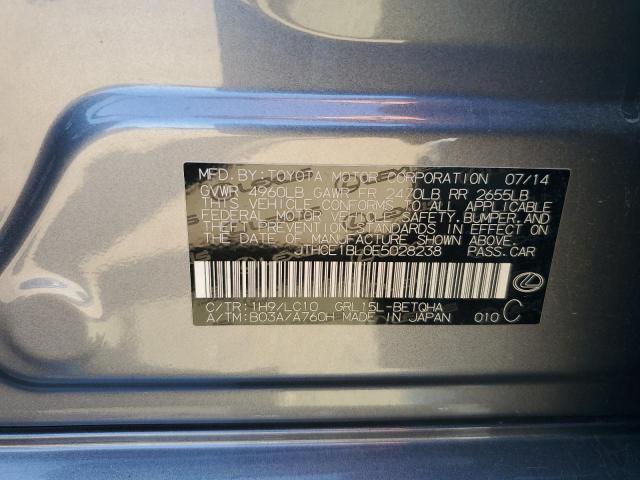 MFD. BY: TOYOTA MOTOR CORPORATION 07/14
GVWR 4960LB GAWR FR 2470LB RR 2655LB
THIS VEHICLE CONFORMS TO ALL APPLICABLE
FEDERAL MOTOR VEHICLE SAFETY, BUMPER, AND
THEFT PREVENTION STANDARDS IN EFFECT ON
THE DATE OF MANUFACTURE SHOWN ABOVE.
JTHCE1BL0E5028238 PASS. CAR
C/TR: 1H9/LC10 GRL15L-BETQHA
A/TM: B03A/A760H MADE IN JAPAN 010 C